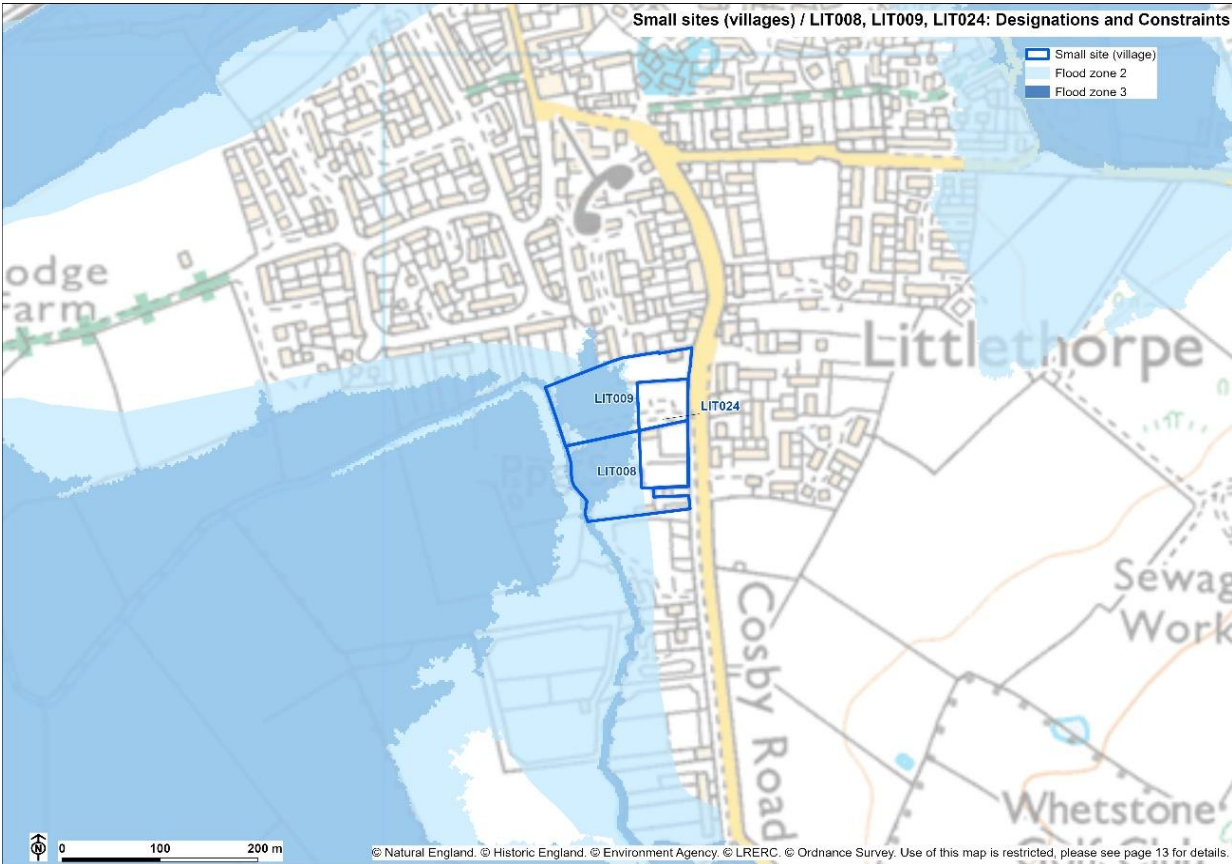 Small sites (villages) / LIT008, LIT009, LIT024: Designations and Constraints
Small site (village)
Flood zone 2
Flood zone 3
odge
arm
Littlethorpe
LIT009
LIT024
LIT008
Sewag
Work
Cosby Road
Whetstone
N
0 100 200 m
© Natural England. © Historic England. © Environment Agency. © LRERC. © Ordnance Survey. Use of this map is restricted, please see page 13 for details